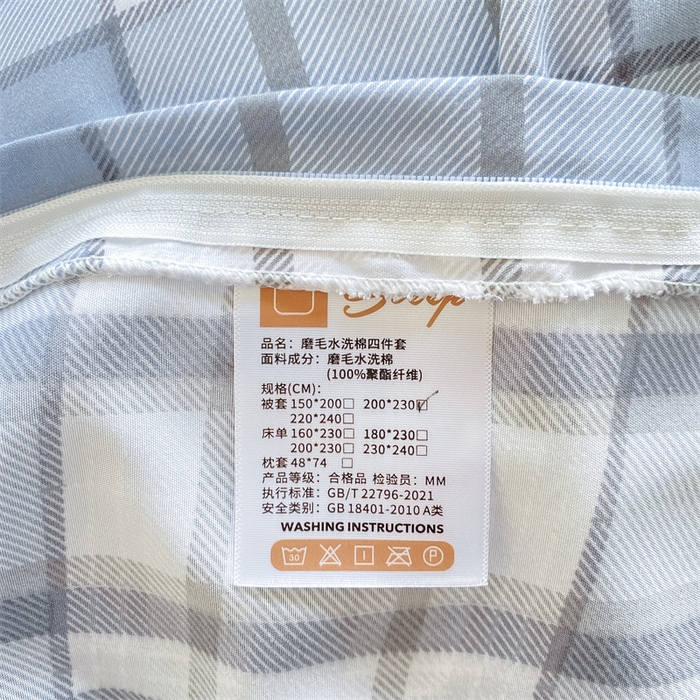 品名：磨毛水洗棉四件套
面料成分：磨毛水洗棉
(100%聚酯纤维)
规格(CM)：
被套 150*200□ 200*230☑
220*240□
床单 160*230□ 180*230□
200*230□ 230*240□
枕套 48*74 □
产品等级：合格品 检验员：MM
执行标准：GB/T 22796-2021
安全类别：GB 18401-2010 A类
WASHING INSTRUCTIONS
30 P